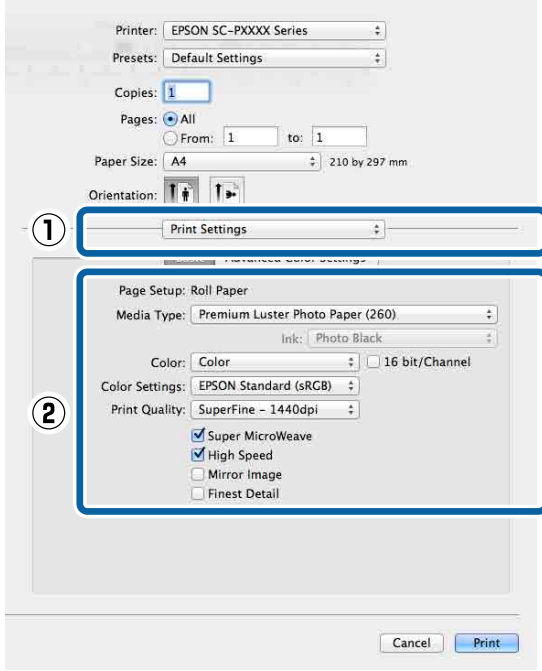 Printer: EPSON SC-PXXXX Series
Presets: Default Settings
Copies: 1
Pages: All
From: 1 to: 1
Paper Size: A4 210 by 297 mm
Orientation:
① Print Settings
Advanced Color Settings
Page Setup: Roll Paper
Media Type: Premium Luster Photo Paper (260)
Ink: Photo Black
Color: Color 16 bit/Channel
Color Settings: EPSON Standard (sRGB)
② Print Quality: SuperFine - 1440dpi
Super MicroWeave
High Speed
Mirror Image
Finest Detail
Cancel Print